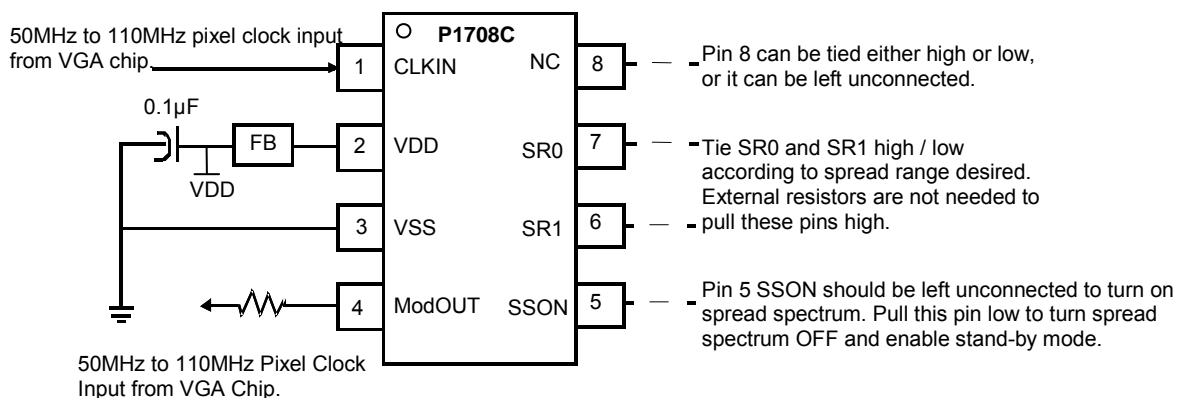 50MHz to 110MHz pixel clock input
from VGA chip.
P1708C
1 CLKIN NC 8
Pin 8 can be tied either high or low,
or it can be left unconnected.
0.1µF
FB
VDD
2 VDD SR0 7
Tie SR0 and SR1 high / low
according to spread range desired.
External resistors are not needed to
pull these pins high.
3 VSS SR1 6
4 ModOUT SSON 5
Pin 5 SSON should be left unconnected to turn on
spread spectrum. Pull this pin low to turn spread
spectrum OFF and enable stand-by mode.
50MHz to 110MHz Pixel Clock
Input from VGA Chip.